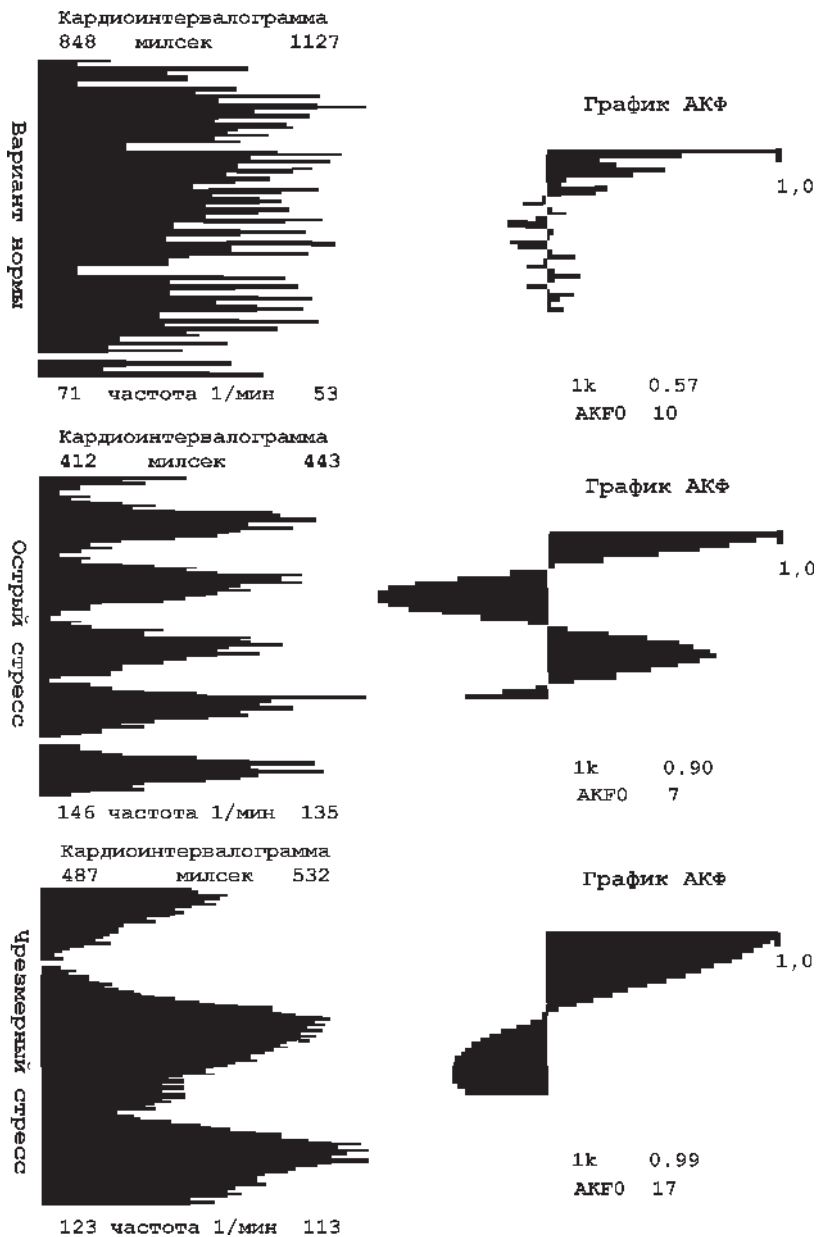 Кардиоинтервалограмма
848 милсек 1127
Вариант нормы
71 частота 1/мин 53
График АКФ
1,0
1k 0.57
AKF0 10
Кардиоинтервалограмма
412 милсек 443
Острый стресс
146 частота 1/мин 135
График АКФ
1,0
1k 0.90
AKF0 7
Кардиоинтервалограмма
487 милсек 532
Чрезмерный стресс
123 частота 1/мин 113
График АКФ
1,0
1k 0.99
AKF0 17